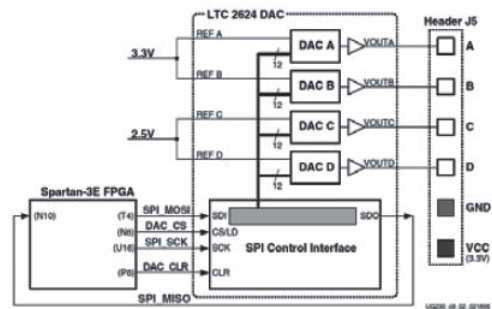 LTC 2624 DAC
Header J5
REF A
DAC A
VOUTA
A
3.3V
12
REF B
DAC B
VOUTB
B
12
REF C
DAC C
VOUTC
C
2.5V
12
REF D
DAC D
VOUTD
D
12
Spartan-3E FPGA
(N10)
(T4)
SPI_MOSI
SDI
SDO
GND
(N8)
DAC_CS
CS/LD
(U16)
SPI_SCK
SCK
SPI Control Interface
VCC
(3.3V)
(P8)
DAC_CLR
CLR
SPI_MISO